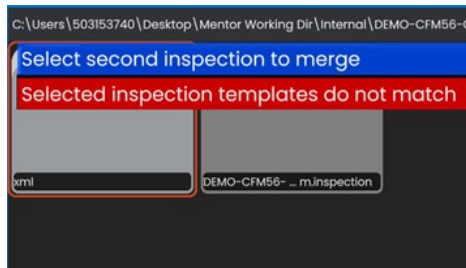 C:\Users\503153740\Desktop\Mentor Working Dir\Internal\DEMO-CFM56-
Select second inspection to merge
Selected inspection templates do not match
xml
DEMO-CFM56- ... m.inspection